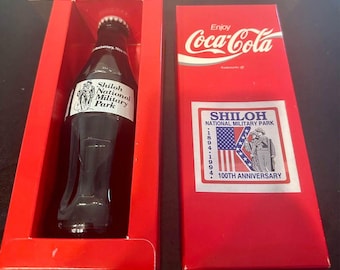 Shiloh
National
Military
Park
Enjoy
Coca-Cola
SHILOH
NATIONAL MILITARY PARK
1894-1994
100TH ANNIVERSARY